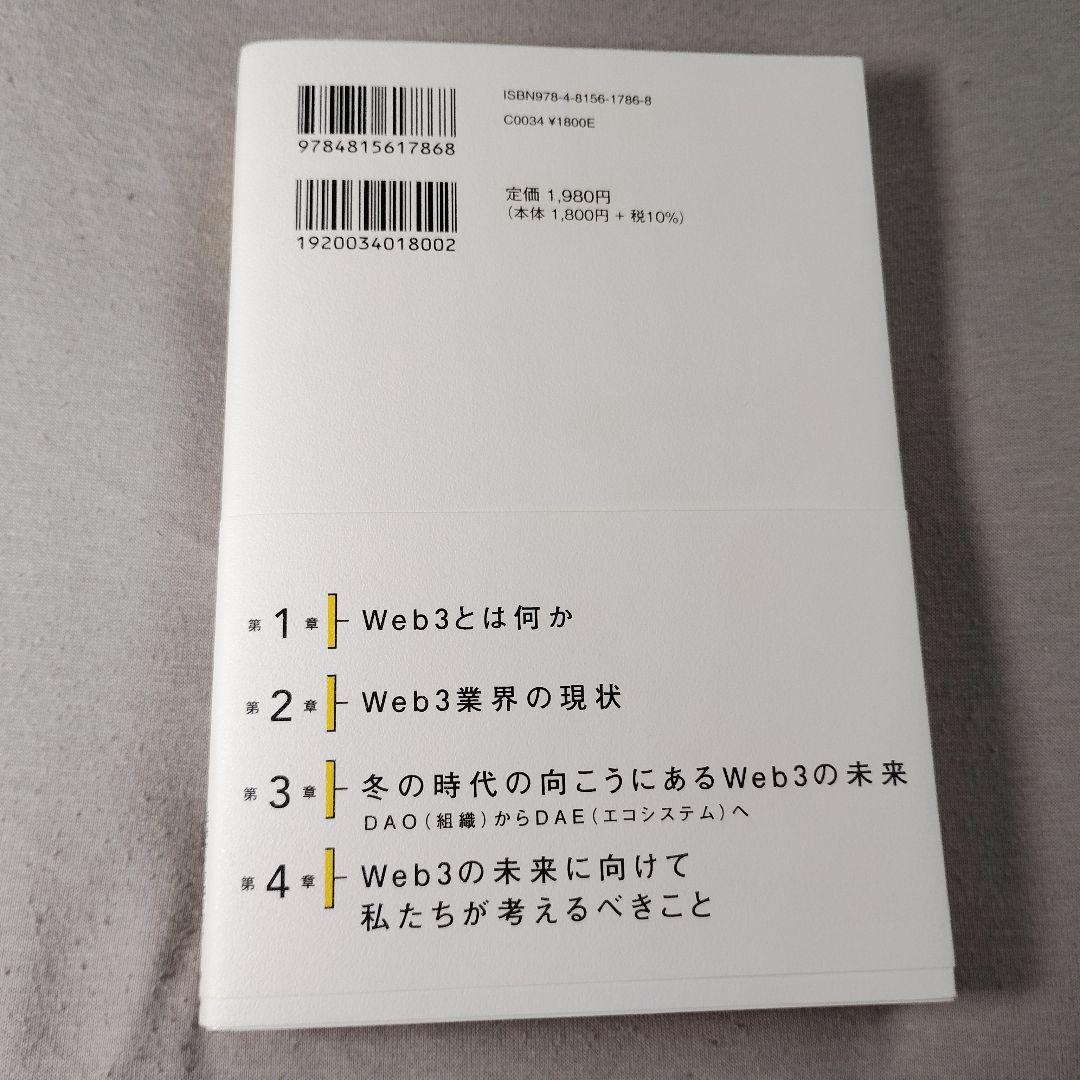 ISBN978-4-8156-1786-8
C0034 ¥1800E
9784815617868
定価 1,980円
(本体 1,800円 + 税10%)
1920034018002
第1章 Web3とは何か
第2章 Web3業界の現状
第3章 冬の時代の向こうにあるWeb3の未来
DAO(組織)からDAE(エコシステム)へ
第4章 Web3の未来に向けて
私たちが考えるべきこと